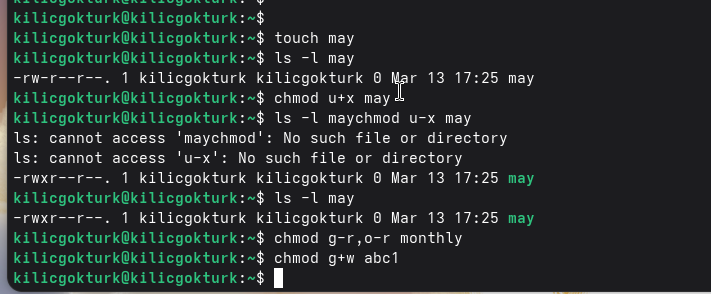 kilicgokturk@kilicgokturk:~$
kilicgokturk@kilicgokturk:~$ touch may
kilicgokturk@kilicgokturk:~$ ls -l may
-rw-r--r--. 1 kilicgokturk kilicgokturk 0 Mar 13 17:25 may
kilicgokturk@kilicgokturk:~$ chmod u+x may
kilicgokturk@kilicgokturk:~$ ls -l maychmod u-x may
ls: cannot access 'maychmod': No such file or directory
ls: cannot access 'u-x': No such file or directory
-rwxr--r--. 1 kilicgokturk kilicgokturk 0 Mar 13 17:25 may
kilicgokturk@kilicgokturk:~$ ls -l may
-rwxr--r--. 1 kilicgokturk kilicgokturk 0 Mar 13 17:25 may
kilicgokturk@kilicgokturk:~$ chmod g-r,o-r monthly
kilicgokturk@kilicgokturk:~$ chmod g+w abc1
kilicgokturk@kilicgokturk:~$